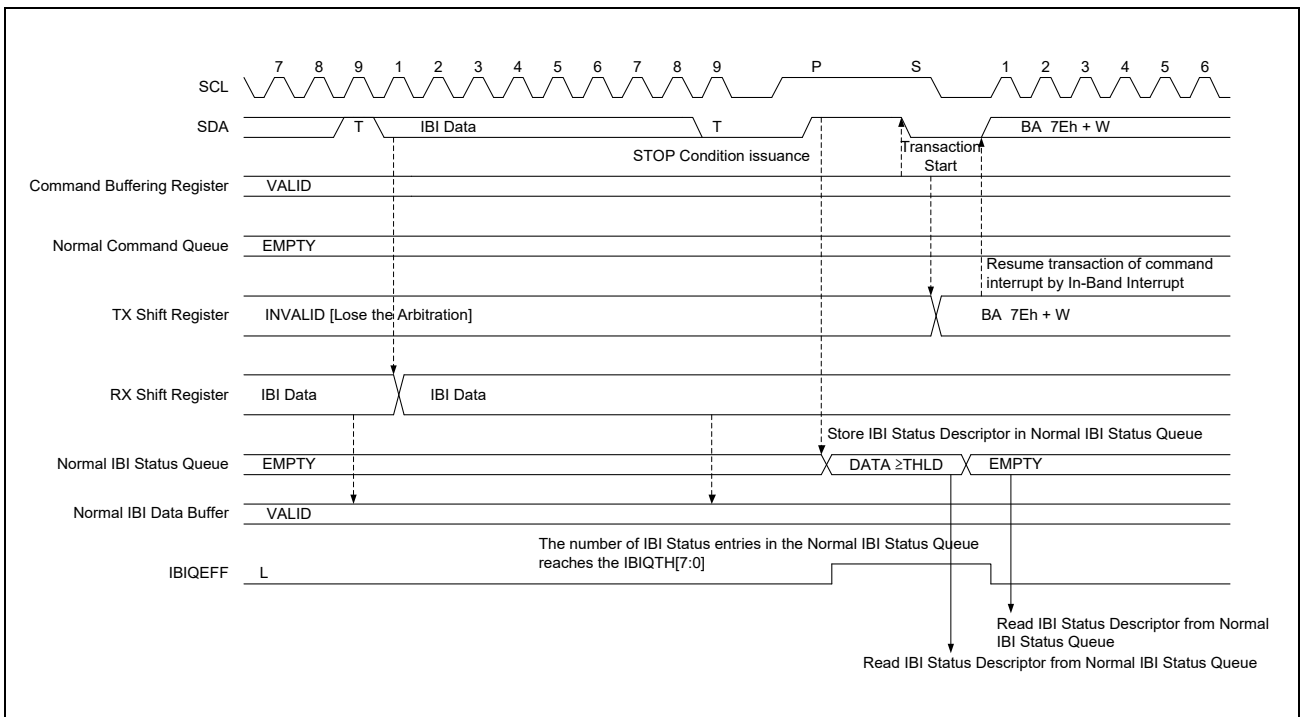 7 8 9 1 2 3 4 5 6 7 8 9 P S 1 2 3 4 5 6
SCL
SDA T IBI Data T BA 7Eh + W
STOP Condition issuance
Transaction
Start
Command Buffering Register VALID
Normal Command Queue EMPTY
Resume transaction of command
interrupt by In-Band Interrupt
TX Shift Register INVALID [Lose the Arbitration] BA 7Eh + W
RX Shift Register IBI Data IBI Data
Store IBI Status Descriptor in Normal IBI Status Queue
Normal IBI Status Queue EMPTY DATA ≥THLD EMPTY
Normal IBI Data Buffer VALID
The number of IBI Status entries in the Normal IBI Status Queue
reaches the IBIQTH[7:0]
IBIQEFF L
Read IBI Status Descriptor from Normal
IBI Status Queue
Read IBI Status Descriptor from Normal IBI Status Queue